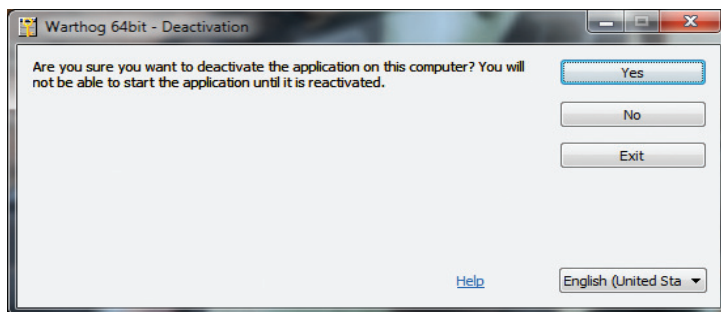 Warthog 64bit - Deactivation
Are you sure you want to deactivate the application on this computer? You will
not be able to start the application until it is reactivated.
Yes
No
Exit
Help
English (United Sta